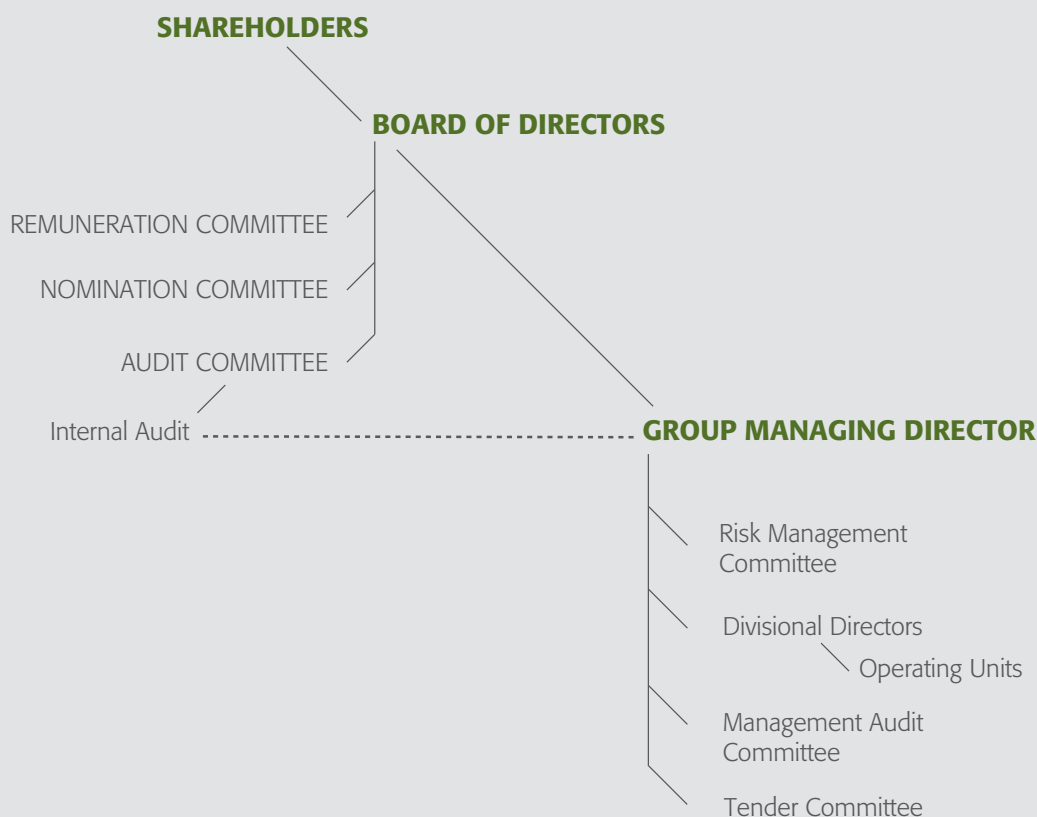 SHAREHOLDERS
BOARD OF DIRECTORS
REMUNERATION COMMITTEE
NOMINATION COMMITTEE
AUDIT COMMITTEE
Internal Audit
GROUP MANAGING DIRECTOR
Risk Management
Committee
Divisional Directors
Operating Units
Management Audit
Committee
Tender Committee